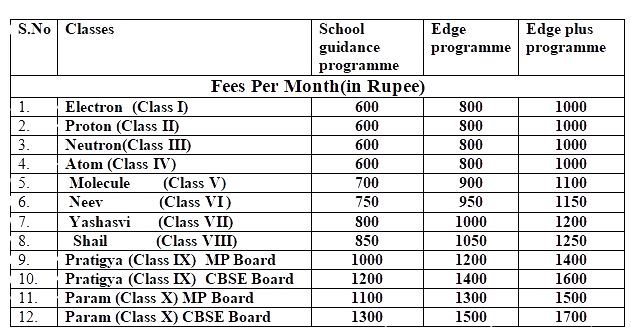 S.No Classes School guidance programme Edge programme Edge plus programme
Fees Per Month(in Rupee)
1. Electron (Class I) 600 800 1000
2. Proton (Class II) 600 800 1000
3. Neutron(Class III) 600 800 1000
4. Atom (Class IV) 600 800 1000
5. Molecule (Class V) 700 900 1100
6. Neev (Class VI) 750 950 1150
7. Yashasvi (Class VII) 800 1000 1200
8. Shail (Class VIII) 850 1050 1250
9. Pratigya (Class IX) MP Board 1000 1200 1400
10. Pratigya (Class IX) CBSE Board 1200 1400 1600
11. Param (Class X) MP Board 1100 1300 1500
12. Param (Class X) CBSE Board 1300 1500 1700